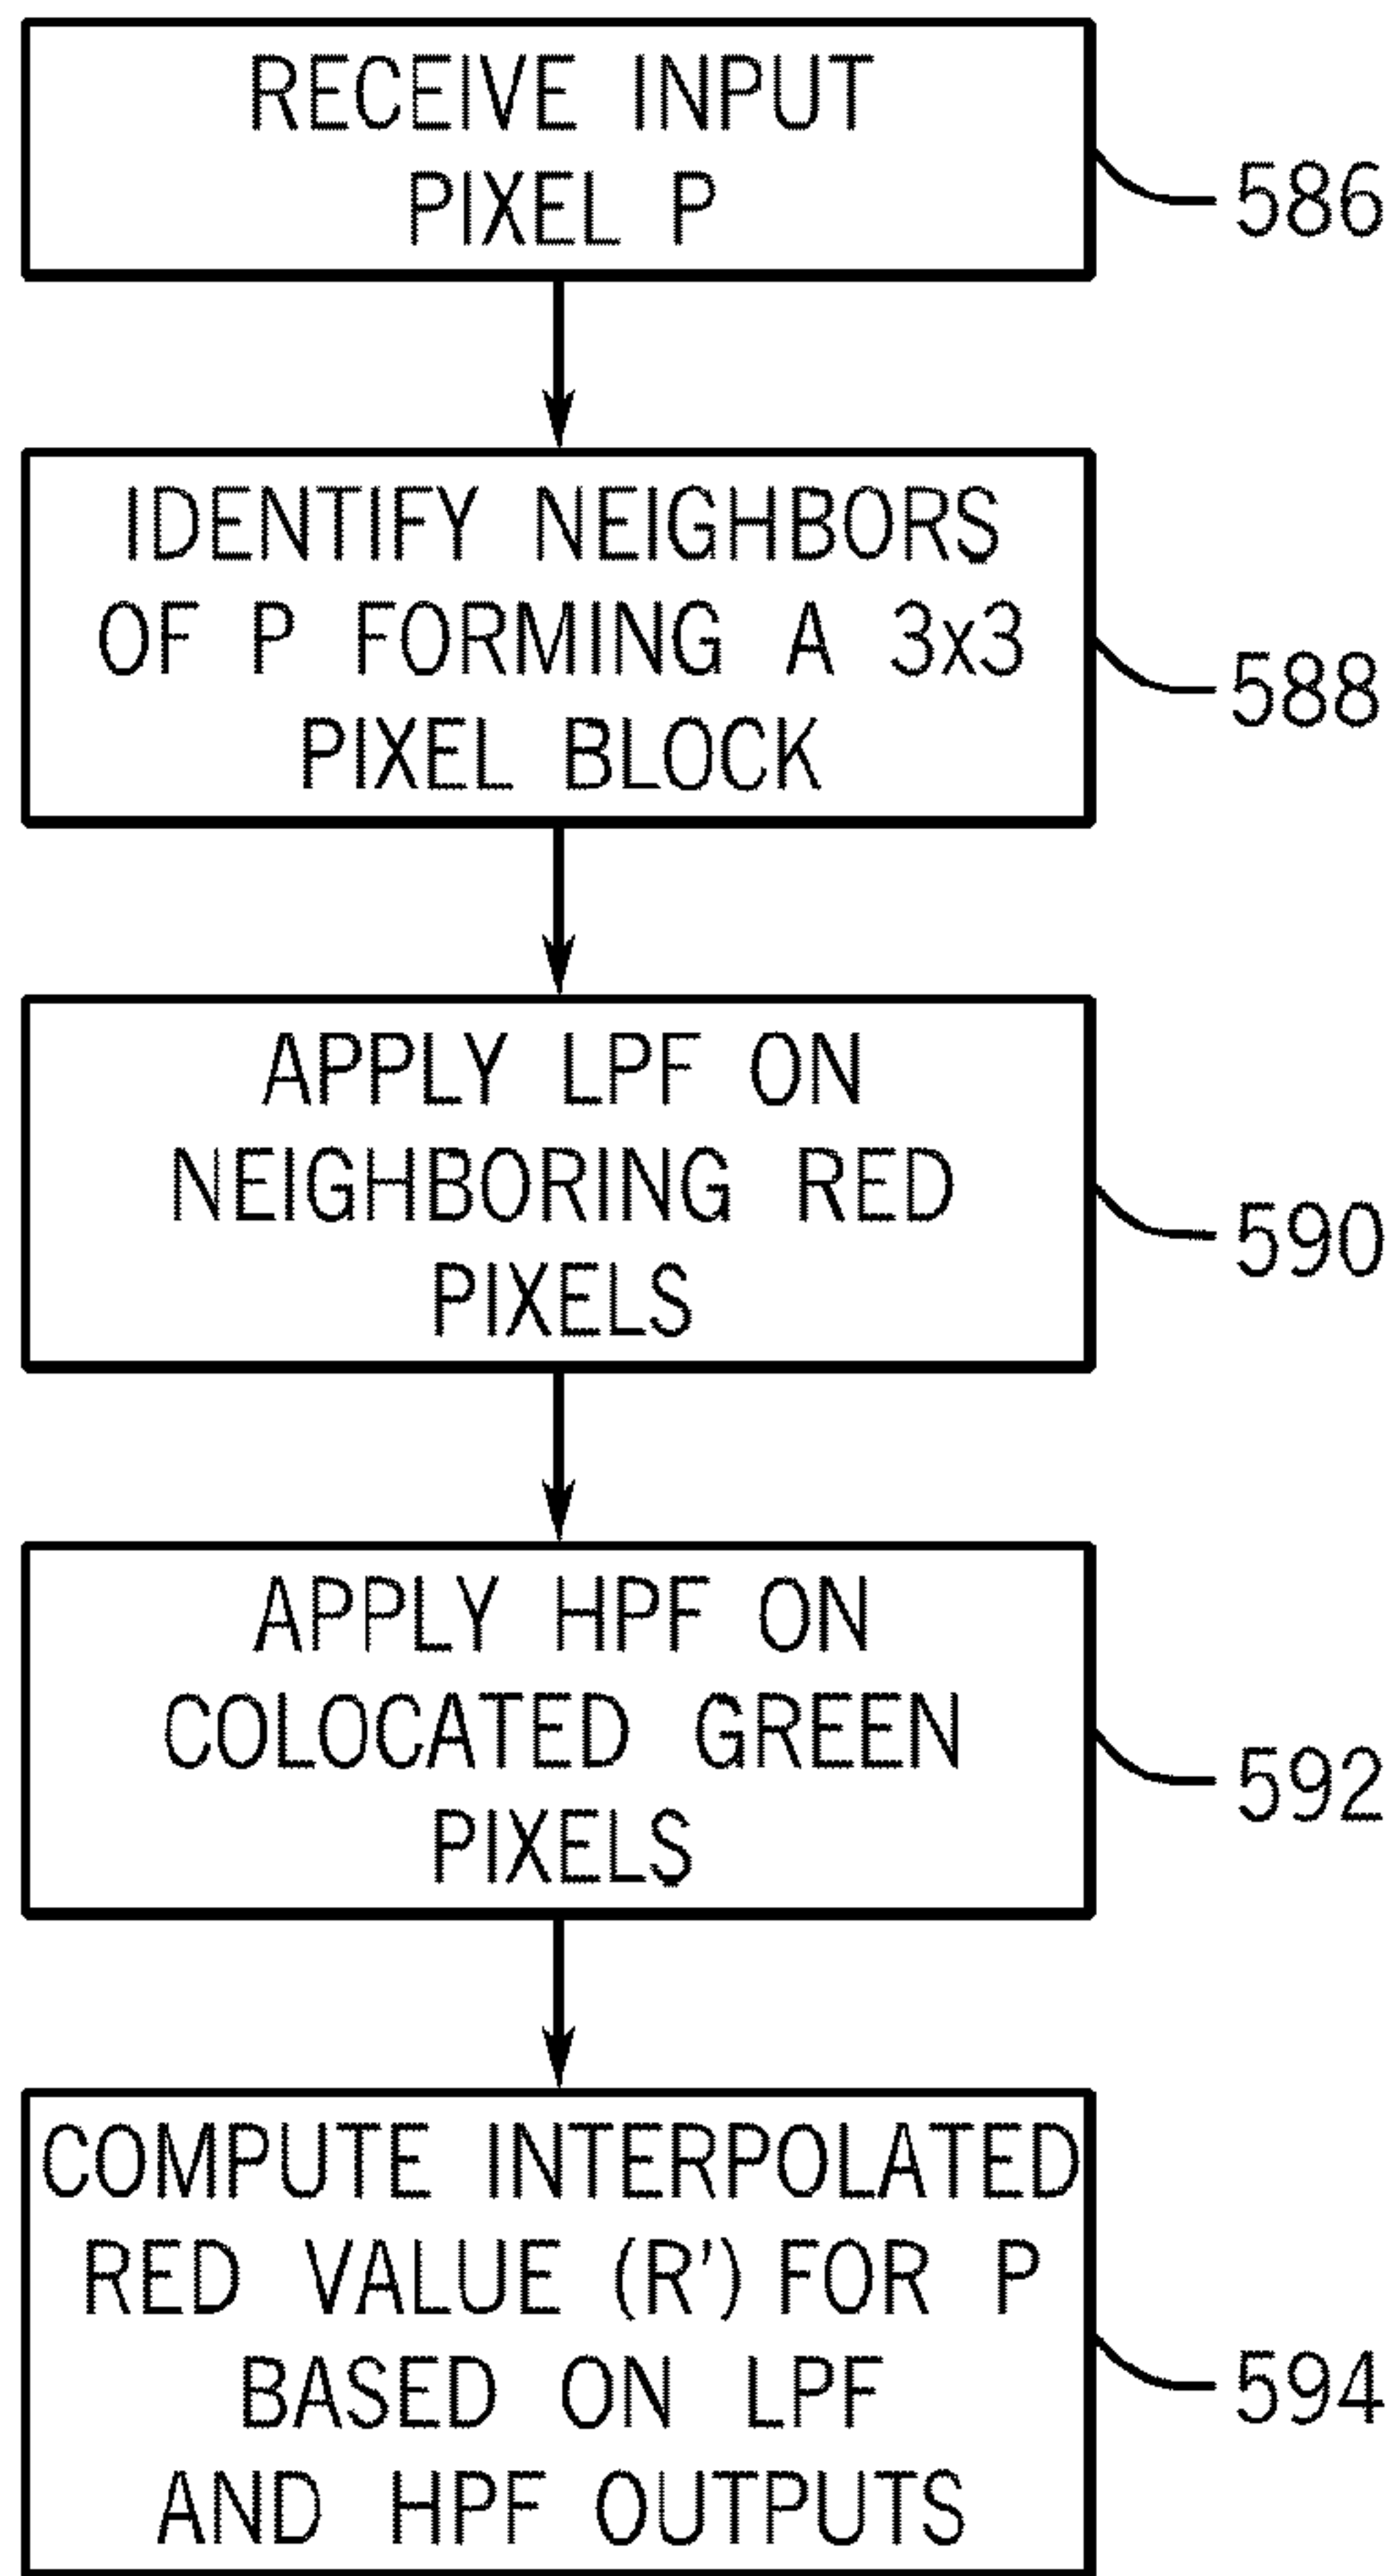 RECEIVE INPUT
PIXEL P
586
IDENTIFY NEIGHBORS
OF P FORMING A 3x3
PIXEL BLOCK
588
APPLY LPF ON
NEIGHBORING RED
PIXELS
590
APPLY HPF ON
COLOCATED GREEN
PIXELS
592
COMPUTE INTERPOLATED
RED VALUE (R') FOR P
BASED ON LPF
AND HPF OUTPUTS
594